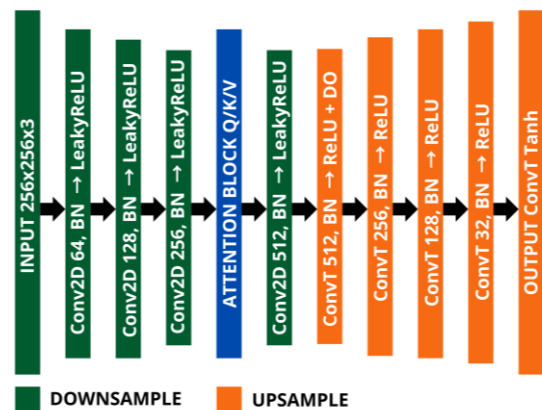 INPUT 256x256x3
Conv2D 64, BN → LeakyReLU
Conv2D 128, BN → LeakyReLU
Conv2D 256, BN → LeakyReLU
ATTENTION BLOCK Q/K/V
Conv2D 512, BN → LeakyReLU
ConvT 512, BN → ReLU + DO
ConvT 256, BN → ReLU
ConvT 128, BN → ReLU
ConvT 32, BN → ReLU
OUTPUT ConvT Tanh
DOWNSAMPLE
UPSAMPLE